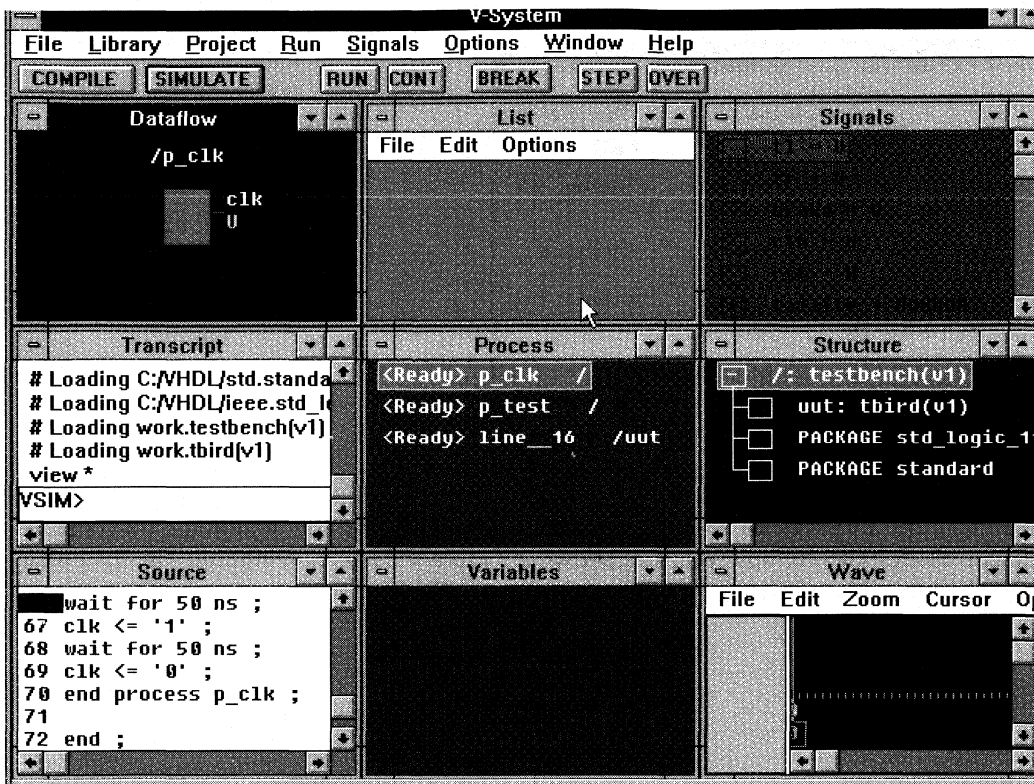 V-System
File Library Project Run Signals Options Window Help
COMPILE SIMULATE RUN CONT BREAK STEP OVER
Dataflow
/p_clk
clk
U
List
File Edit Options
Signals
Transcript
# Loading C:/VHDL/std.standa
# Loading C:/VHDL/ieee.std_l
# Loading work.testbench(v1)
# Loading work.tbird(v1)
view *
VSIM>
Process
<Ready> p_clk /
<Ready> p_test /
<Ready> line__16 /uut
Structure
/: testbench(v1)
uut: tbird(v1)
PACKAGE std_logic_1
PACKAGE standard
Source
wait for 50 ns ;
67 clk <= '1' ;
68 wait for 50 ns ;
69 clk <= '0' ;
70 end process p_clk ;
71
72 end ;
Variables
Wave
File Edit Zoom Cursor